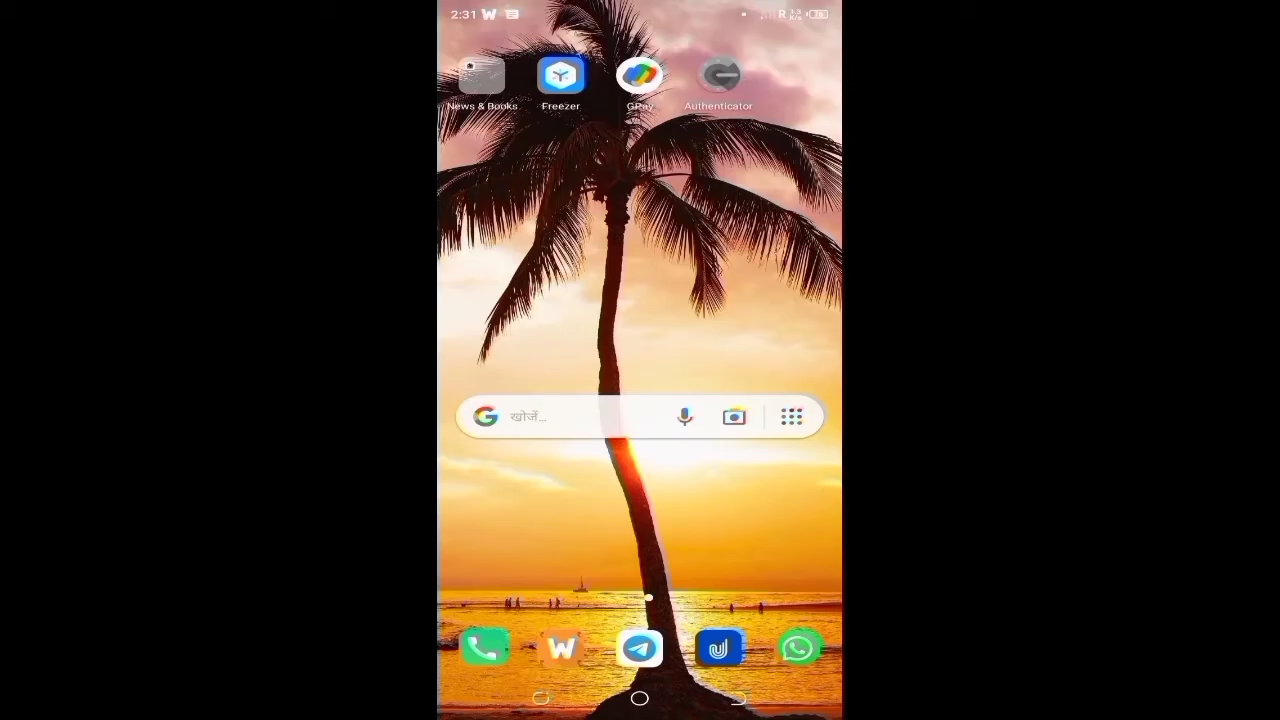 2:31
R
News & Books
Freezer
GPay
Authenticator
खोजें...